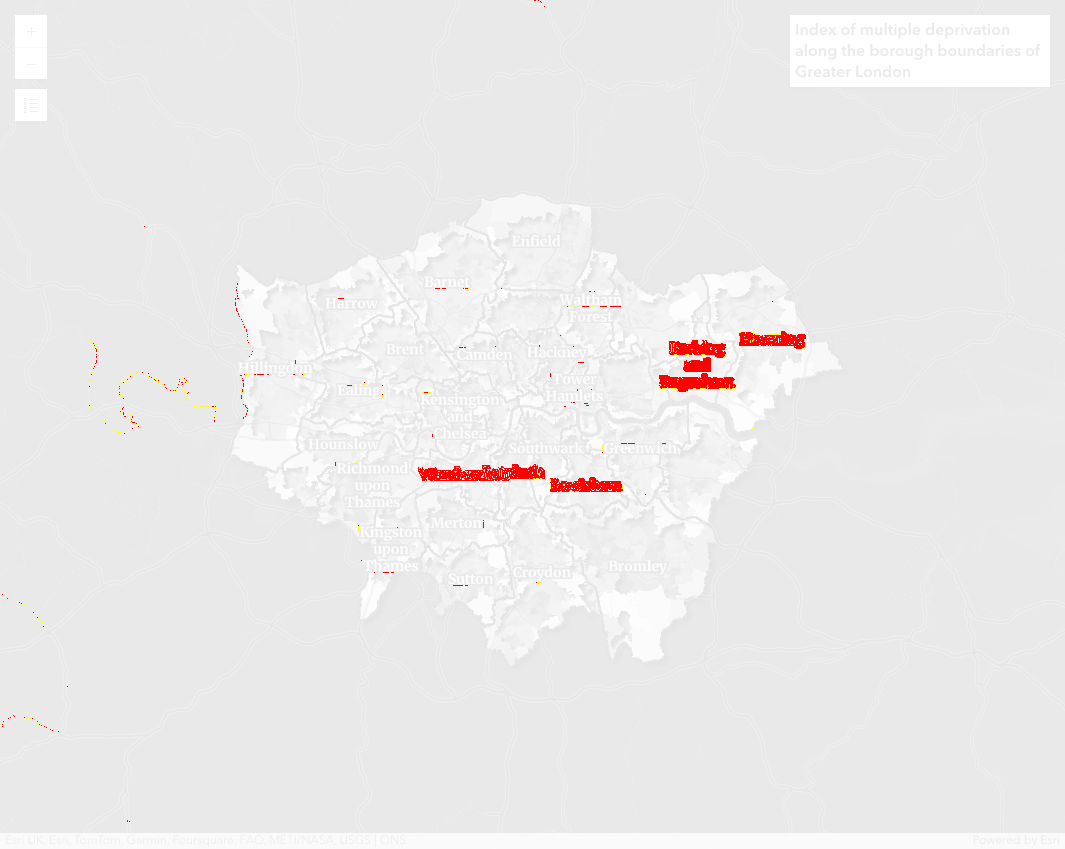 Index of multiple deprivation
along the borough boundaries of
Greater London
Enfield
Barnet
Harrow
Waltham
Forest
Havering
Barking
and
Dagenham
Brent
Camden
Hackney
Hillingdon
Ealing
Tower
Hamlets
Kensington
and
Chelsea
Hounslow
Southwark
Greenwich
Richmond
upon
Thames
Lewisham
Merton
Kingston
upon
Thames
Sutton
Croydon
Bromley
Esri UK, Esri, TomTom, Garmin, Foursquare, FAO, METI/NASA, USGS | ONS
Powered by Esri